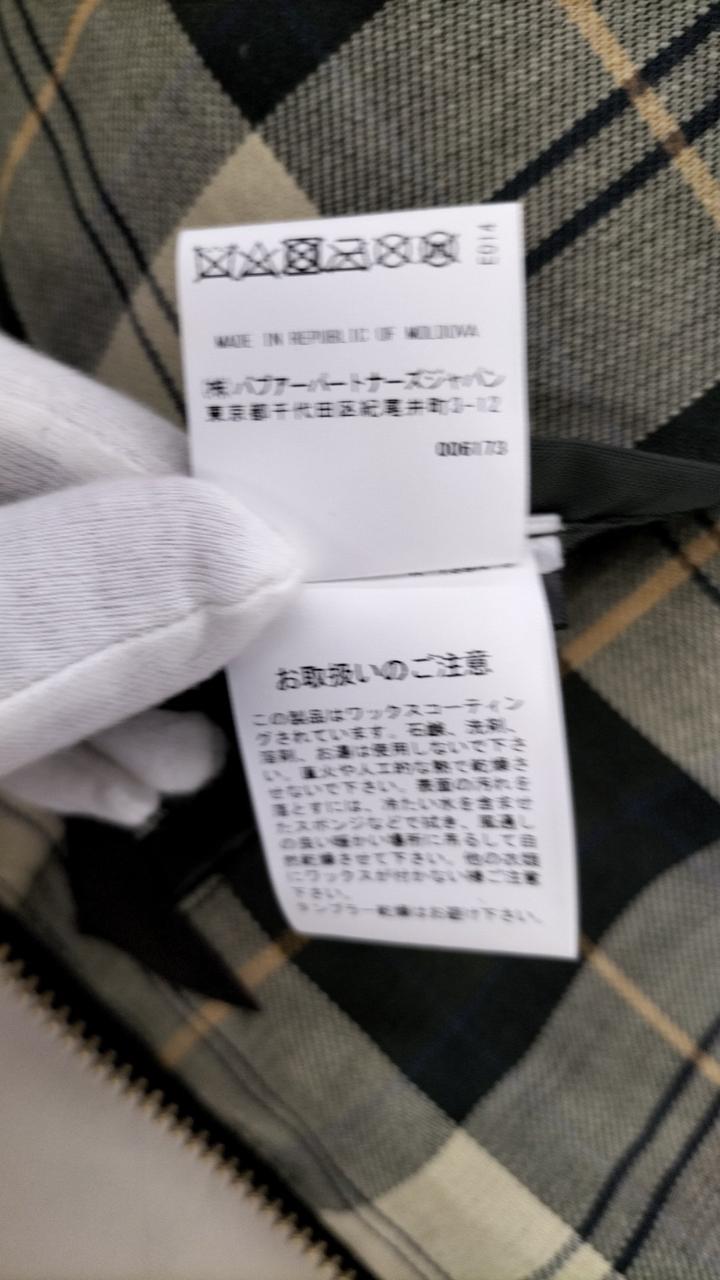 E014
MADE IN REPUBLIC OF MOLDOVA
(株)バブアーパートナーズジャパン
東京都千代田区紀尾井町3-12
006173
お取扱いのご注意
この製品はワックスコーティン
グされています。石鹸、洗剤、
溶剤、お湯は使用しないで下さ
い。直火や人工的な熱で乾燥さ
せないで下さい。表面の汚れを
落とすには、冷たい水を含ませ
たスポンジなどで拭き、風通し
の良い暖かい場所に吊るして自
然乾燥させて下さい。他の衣類
にワックスが付かない様ご注意
下さい。
タンブラー乾燥はお避け下さい。